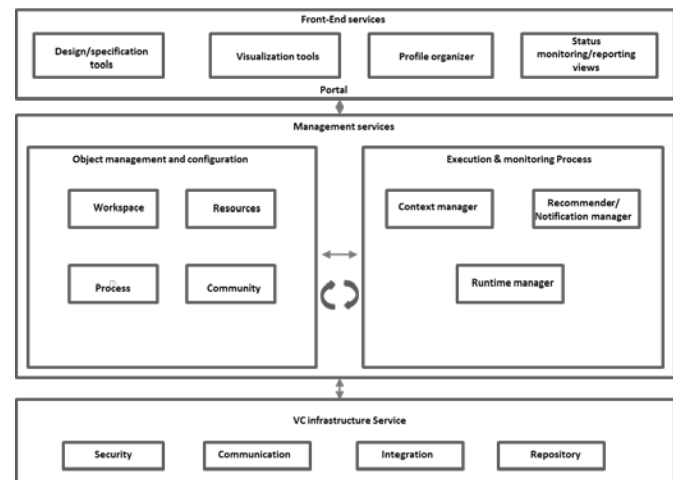 Front-End services
Design/specification
tools
Visualization tools
Profile organizer
Status
monitoring/reporting
views
Portal
Management services
Object management and configuration
Workspace
Resources
Process
Community
Execution & monitoring Process
Context manager
Recommender/
Notification manager
Runtime manager
VC infrastructure Service
Security
Communication
Integration
Repository